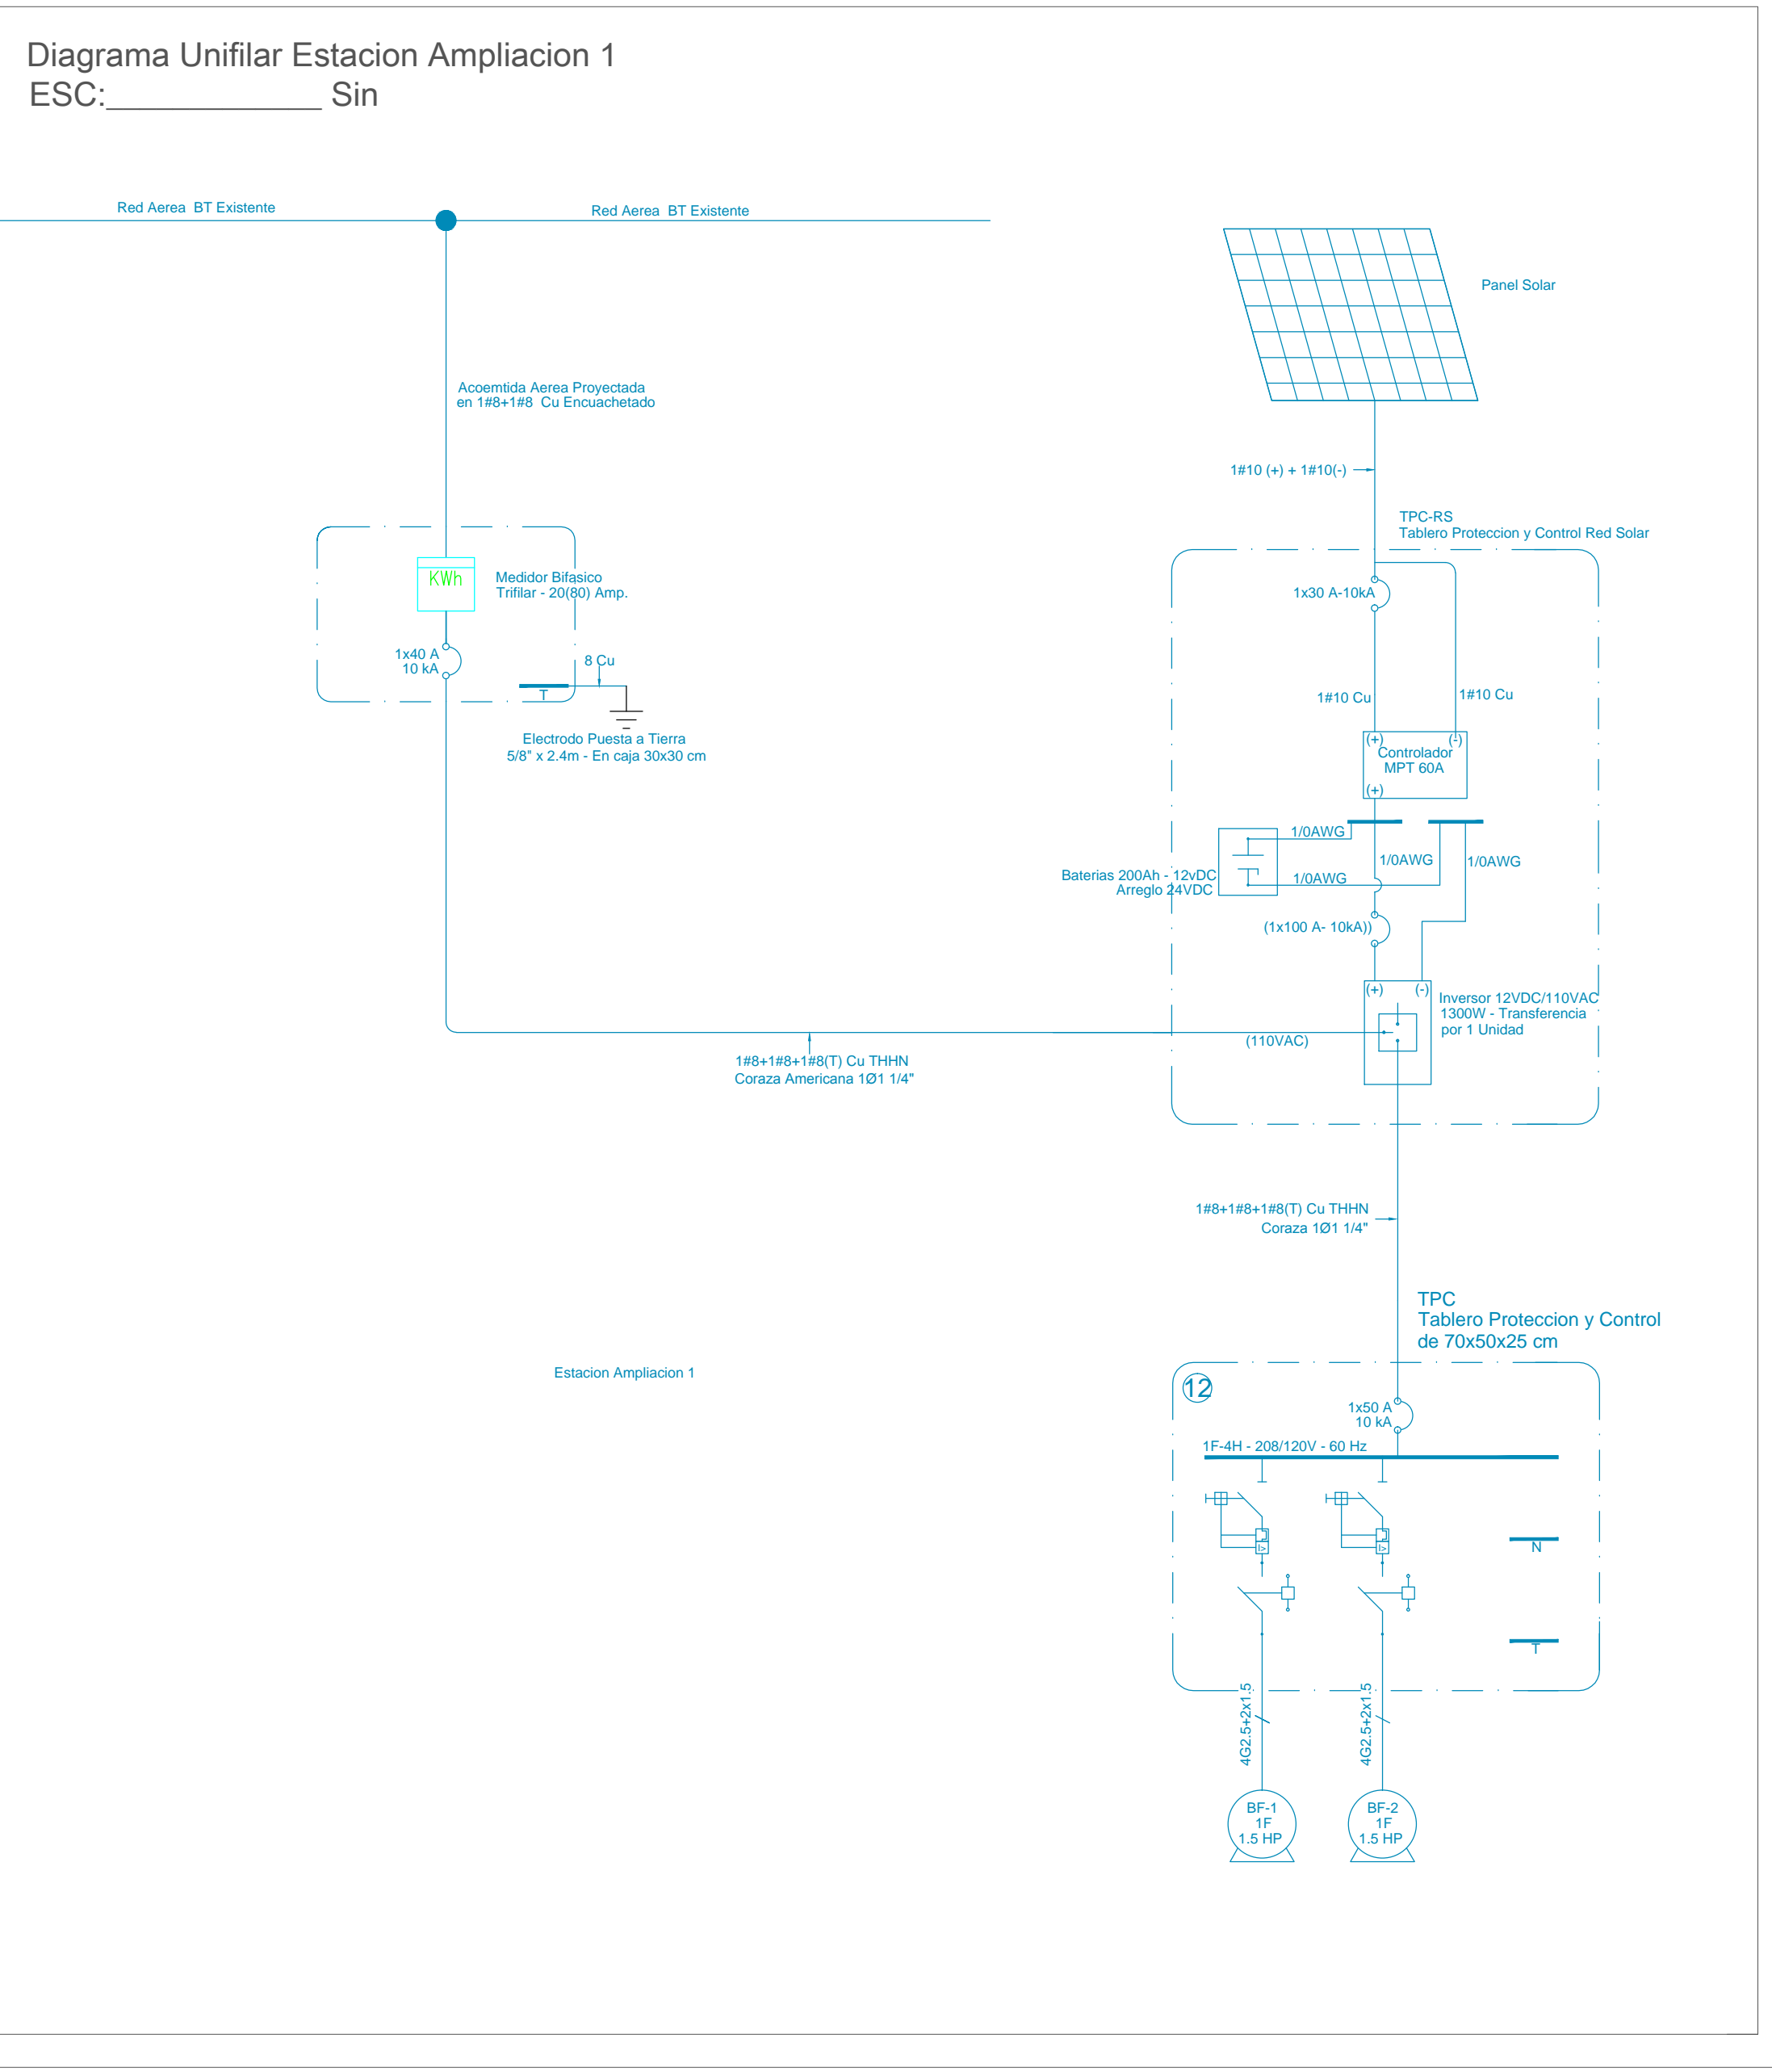 Diagrama Unifilar Estacion Ampliacion 1
ESC:____________ Sin
Red Aerea BT Existente
Red Aerea BT Existente
Panel Solar
Acoemtida Aerea Proyectada
en 1#8+1#8 Cu Encuachetado
1#10 (+) + 1#10(-)
TPC-RS
Tablero Proteccion y Control Red Solar
KWh
Medidor Bifasico
Trifilar - 20(80) Amp.
1x30 A-10kA
1x40 A
10 kA
8 Cu
T
Electrodo Puesta a Tierra
5/8" x 2.4m - En caja 30x30 cm
1#10 Cu
1#10 Cu
(+)
(-)
Controlador
MPT 60A
(+)
1/0AWG
1/0AWG
1/0AWG
1/0AWG
Baterias 200Ah - 12vDC
Arreglo 24VDC
(1x100 A- 10kA))
(+)
(-)
Inversor 12VDC/110VAC
1300W - Transferencia
por 1 Unidad
(110VAC)
1#8+1#8+1#8(T) Cu THHN
Coraza Americana 1Ø1 1/4"
1#8+1#8+1#8(T) Cu THHN
Coraza 1Ø1 1/4"
TPC
Tablero Proteccion y Control
de 70x50x25 cm
Estacion Ampliacion 1
12
1x50 A
10 kA
1F-4H - 208/120V - 60 Hz
I>
I>
N
T
4G2.5+2x1.5
4G2.5+2x1.5
BF-1
1F
1.5 HP
BF-2
1F
1.5 HP